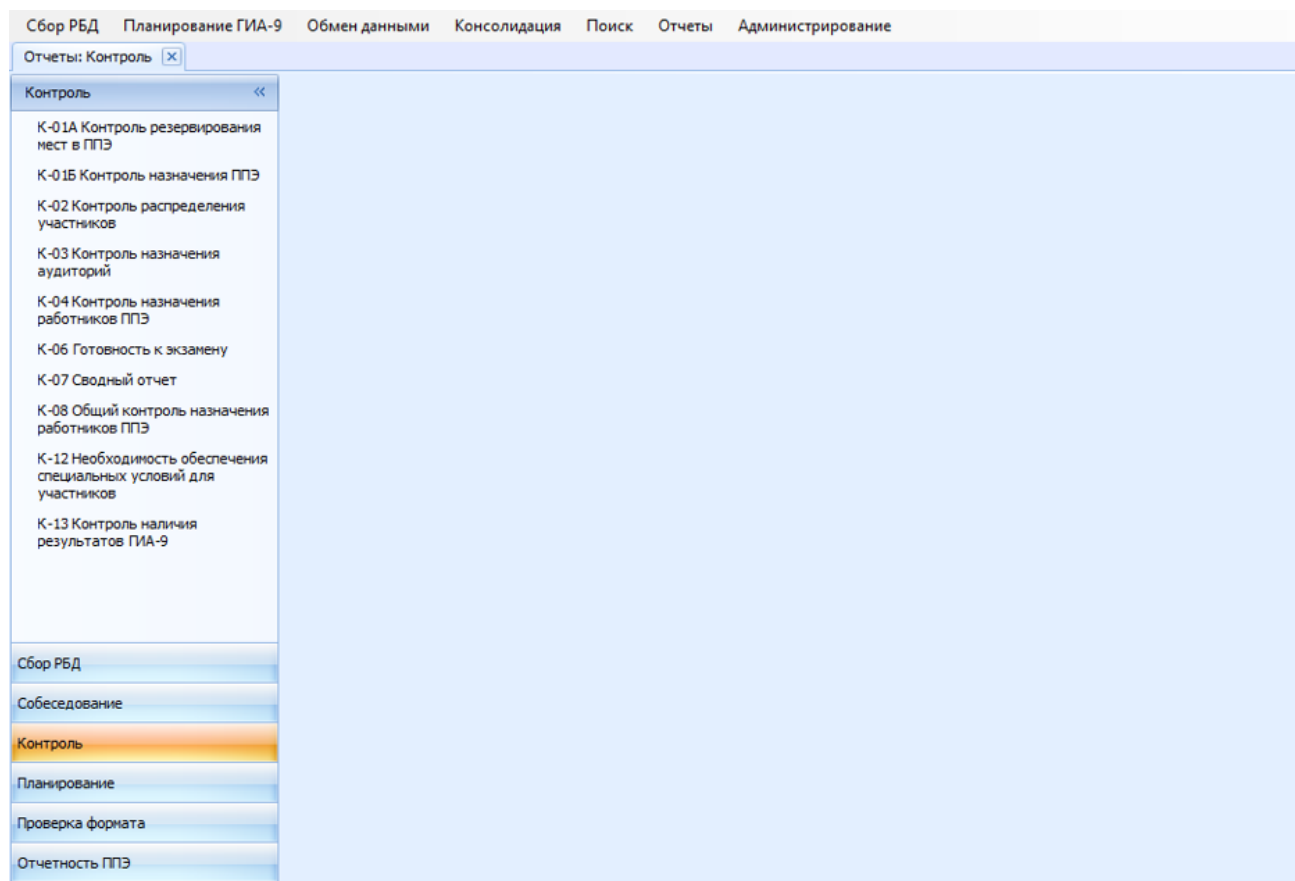 Сбор РБД Планирование ГИА-9 Обмен данными Консолидация Поиск Отчеты Администрирование
Отчеты: Контроль
Контроль
К-01А Контроль резервирования
мест в ППЭ
К-01Б Контроль назначения ППЭ
К-02 Контроль распределения
участников
К-03 Контроль назначения
аудиторий
К-04 Контроль назначения
работников ППЭ
К-06 Готовность к экзамену
К-07 Сводный отчет
К-08 Общий контроль назначения
работников ППЭ
К-12 Необходимость обеспечения
специальных условий для
участников
К-13 Контроль наличия
результатов ГИА-9
Сбор РБД
Собеседование
Контроль
Планирование
Проверка формата
Отчетность ППЭ